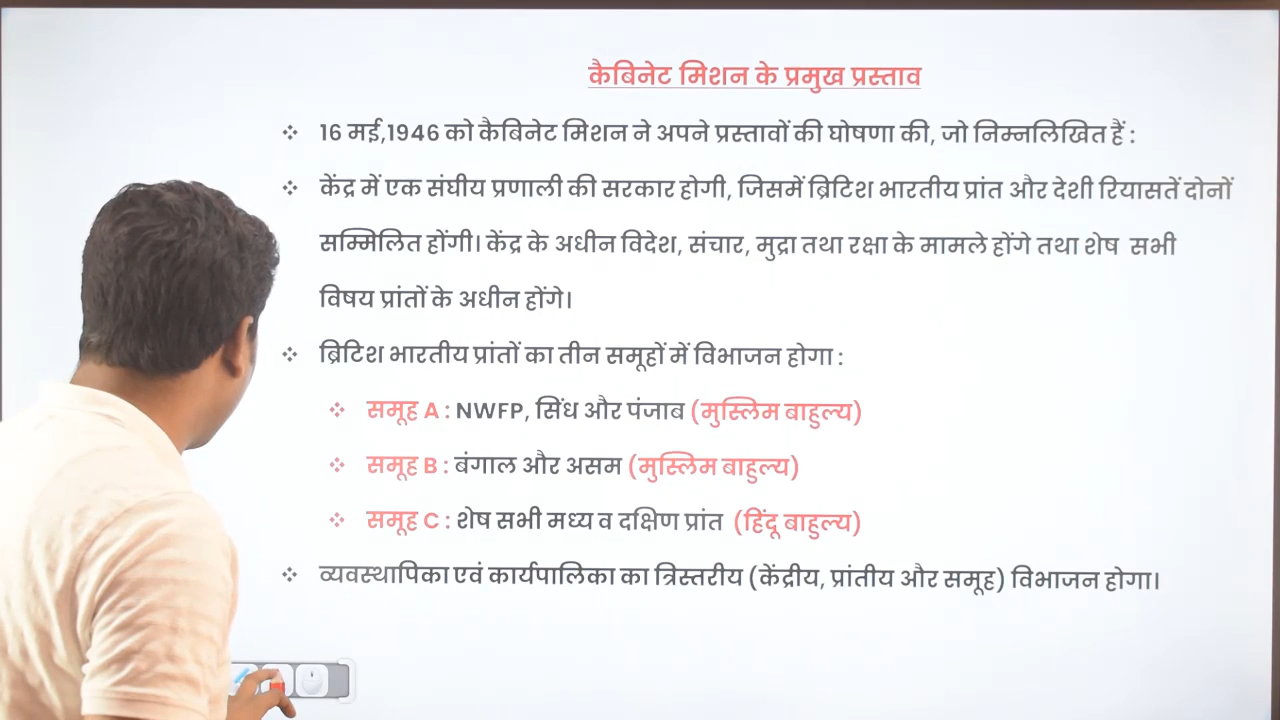 कैबिनेट मिशन के प्रमुख प्रस्ताव
❖ 16 मई,1946 को कैबिनेट मिशन ने अपने प्रस्तावों की घोषणा की, जो निम्नलिखित हैं :
❖ केंद्र में एक संघीय प्रणाली की सरकार होगी, जिसमें ब्रिटिश भारतीय प्रांत और देशी रियासतें दोनों
सम्मिलित होंगी। केंद्र के अधीन विदेश, संचार, मुद्रा तथा रक्षा के मामले होंगे तथा शेष सभी
विषय प्रांतों के अधीन होंगे।
❖ ब्रिटिश भारतीय प्रांतों का तीन समूहों में विभाजन होगा :
❖ समूह A : NWFP, सिंध और पंजाब (मुस्लिम बाहुल्य)
❖ समूह B : बंगाल और असम (मुस्लिम बाहुल्य)
❖ समूह C : शेष सभी मध्य व दक्षिण प्रांत (हिंदू बाहुल्य)
❖ व्यवस्थापिका एवं कार्यपालिका का त्रिस्तरीय (केंद्रीय, प्रांतीय और समूह) विभाजन होगा।